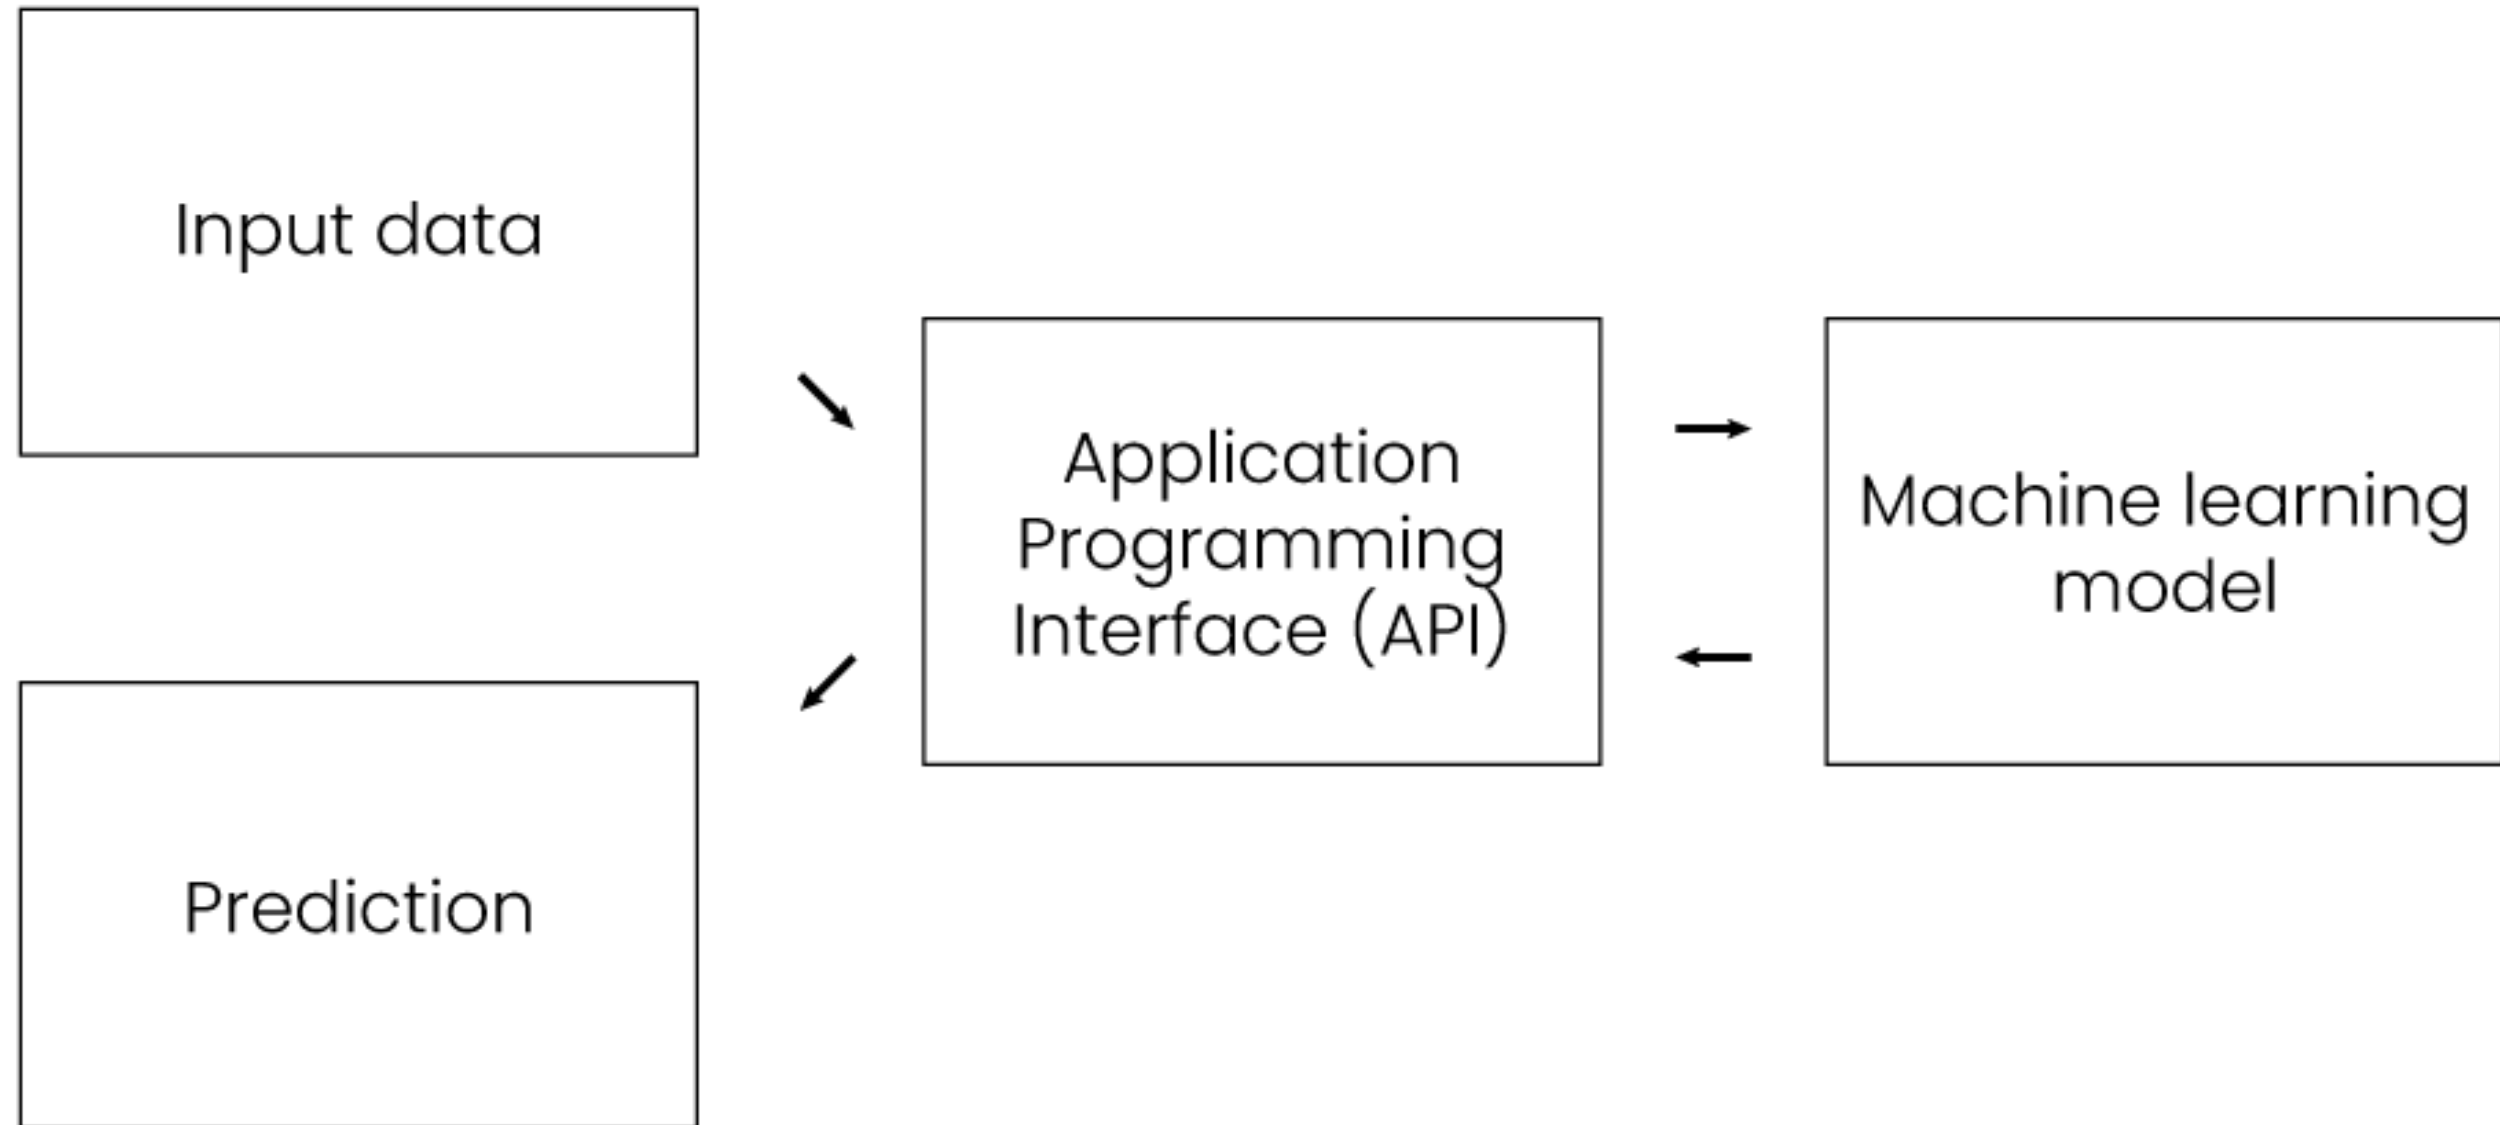 Input data
Application
Programming
Interface (API)
Machine learning
model
Prediction